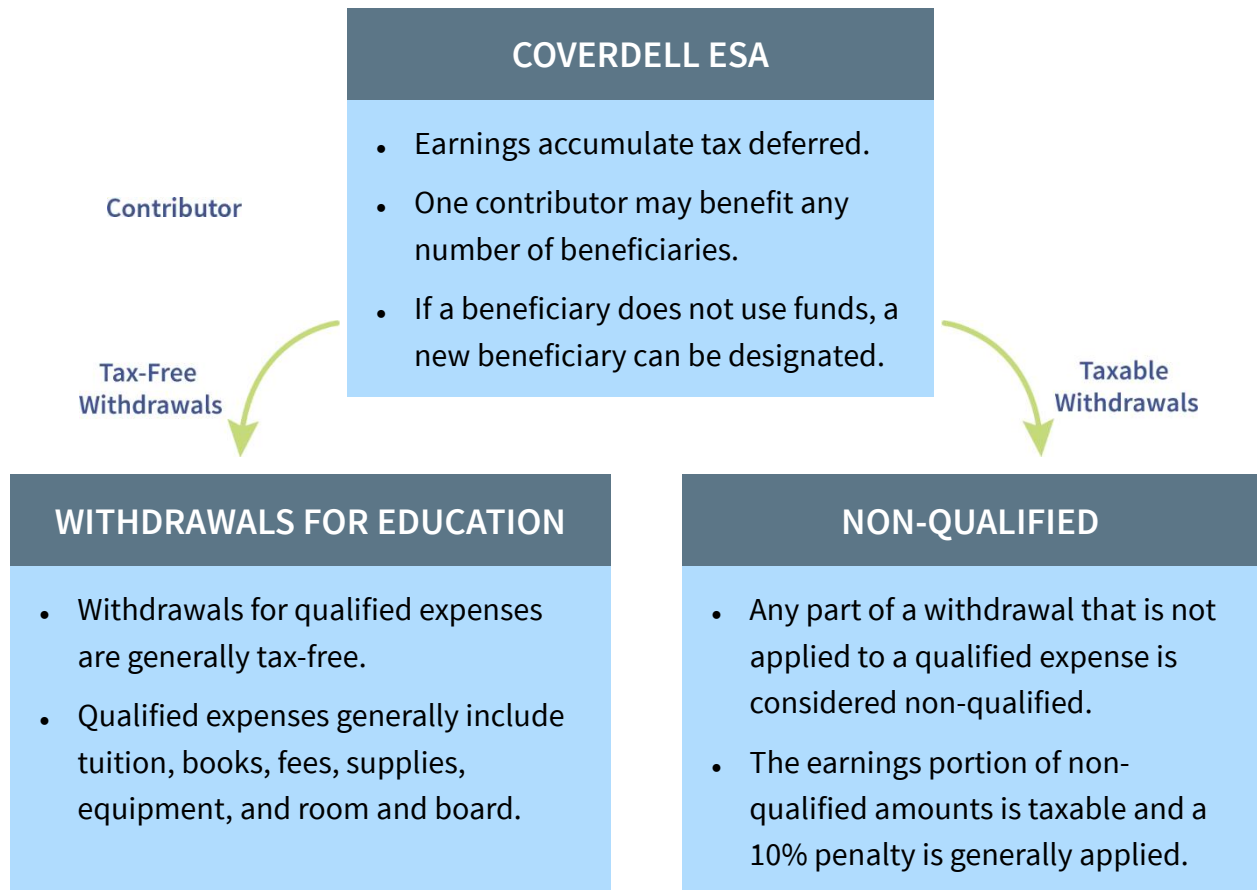 COVERDELL ESA
• Earnings accumulate tax deferred.
• One contributor may benefit any
number of beneficiaries.
• If a beneficiary does not use funds, a
new beneficiary can be designated.
Contributor
Tax-Free
Withdrawals
Taxable
Withdrawals
WITHDRAWALS FOR EDUCATION
• Withdrawals for qualified expenses
are generally tax-free.
• Qualified expenses generally include
tuition, books, fees, supplies,
equipment, and room and board.
NON-QUALIFIED
• Any part of a withdrawal that is not
applied to a qualified expense is
considered non-qualified.
• The earnings portion of non-
qualified amounts is taxable and a
10% penalty is generally applied.